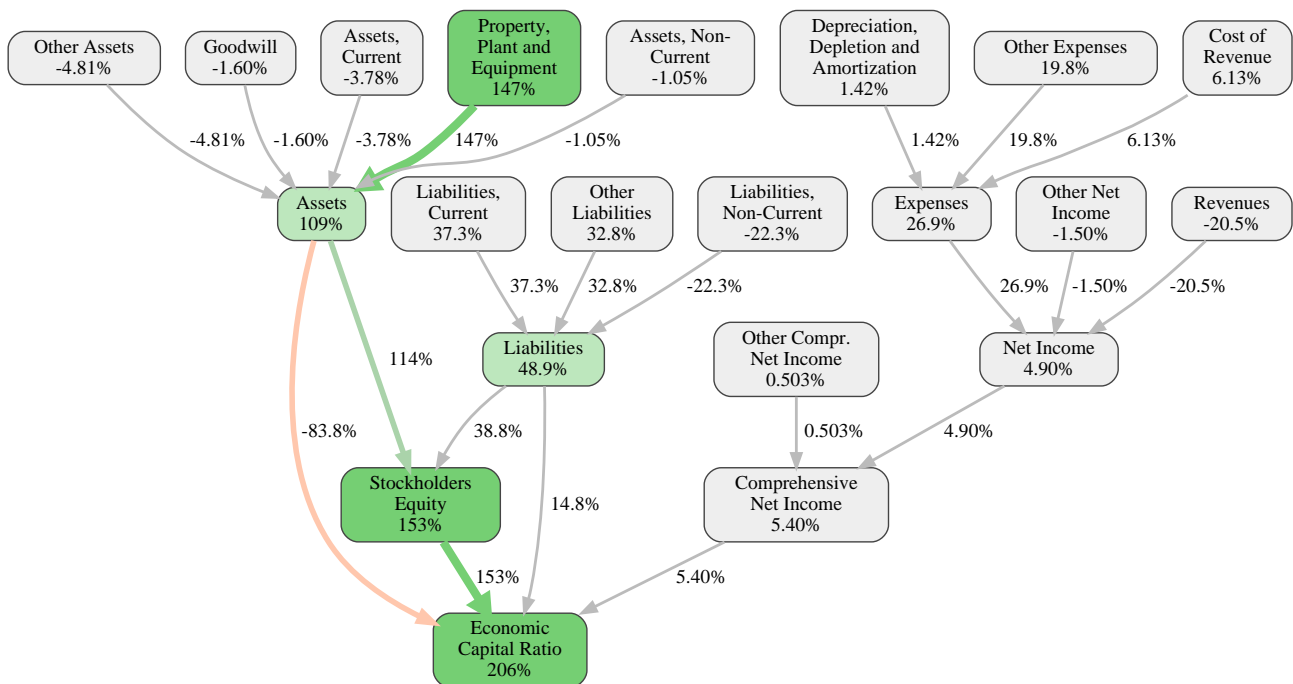 Other Assets
-4.81%
Goodwill
-1.60%
Assets,
Current
-3.78%
Property,
Plant and
Equipment
147%
Assets, Non-
Current
-1.05%
Depreciation,
Depletion and
Amortization
1.42%
Other Expenses
19.8%
Cost of
Revenue
6.13%
-4.81%
-1.60%
-3.78%
147%
-1.05%
1.42%
19.8%
6.13%
Assets
109%
Liabilities,
Current
37.3%
Other
Liabilities
32.8%
Liabilities,
Non-Current
-22.3%
Expenses
26.9%
Other Net
Income
-1.50%
Revenues
-20.5%
37.3%
32.8%
-22.3%
26.9%
-1.50%
-20.5%
114%
Liabilities
48.9%
Other Compr.
Net Income
0.503%
Net Income
4.90%
-83.8%
38.8%
0.503%
4.90%
Stockholders
Equity
153%
14.8%
Comprehensive
Net Income
5.40%
153%
5.40%
Economic
Capital Ratio
206%